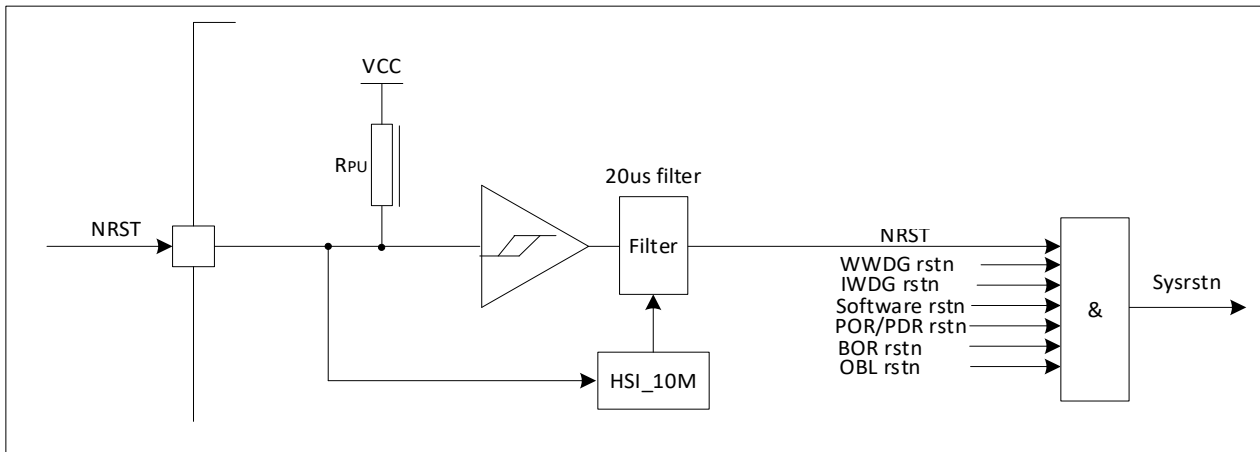 VCC
RPU
20us filter
NRST
Filter
NRST
WWDG rstn
IWDG rstn
Software rstn
POR/PDR rstn
BOR rstn
OBL rstn
&
Sysrstn
HSI_10M